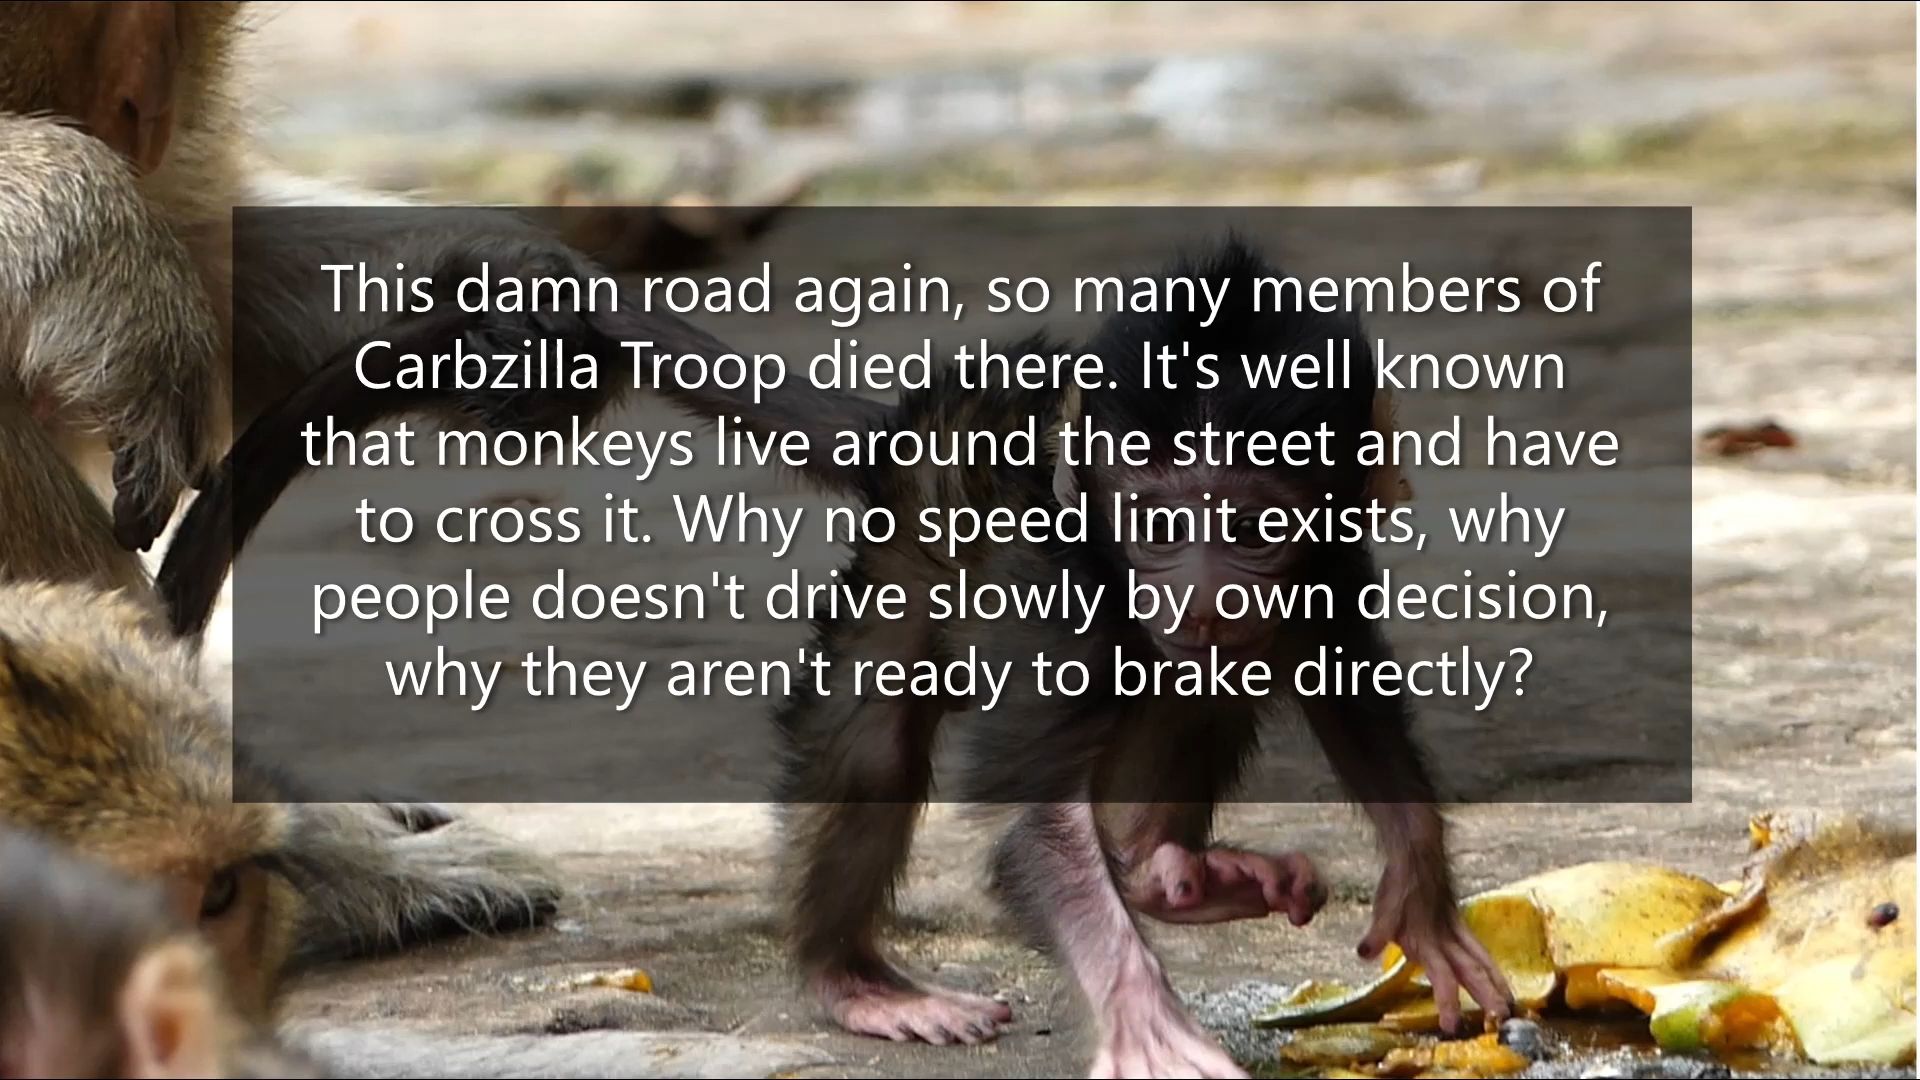 This damn road again, so many members of
Carbzilla Troop died there. It's well known
that monkeys live around the street and have
to cross it. Why no speed limit exists, why
people doesn't drive slowly by own decision,
why they aren't ready to brake directly?